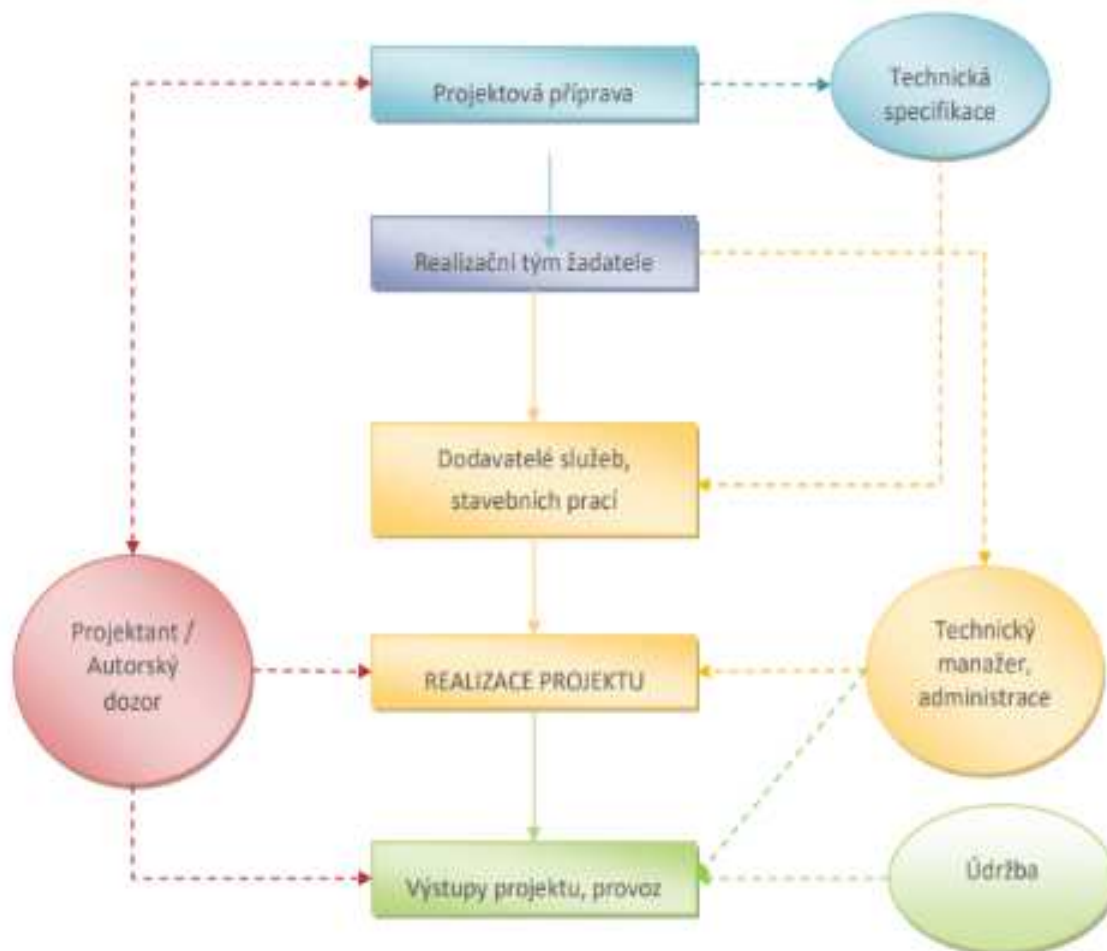 Projektová příprava
Technická
specifikace
Realizační tým žadatele
Dodavatelé služeb,
stavebních prací
Projektant /
Autorský
dozor
REALIZACE PROJEKTU
Technický
manažer,
administrace
Výstupy projektu, provoz
Údržba